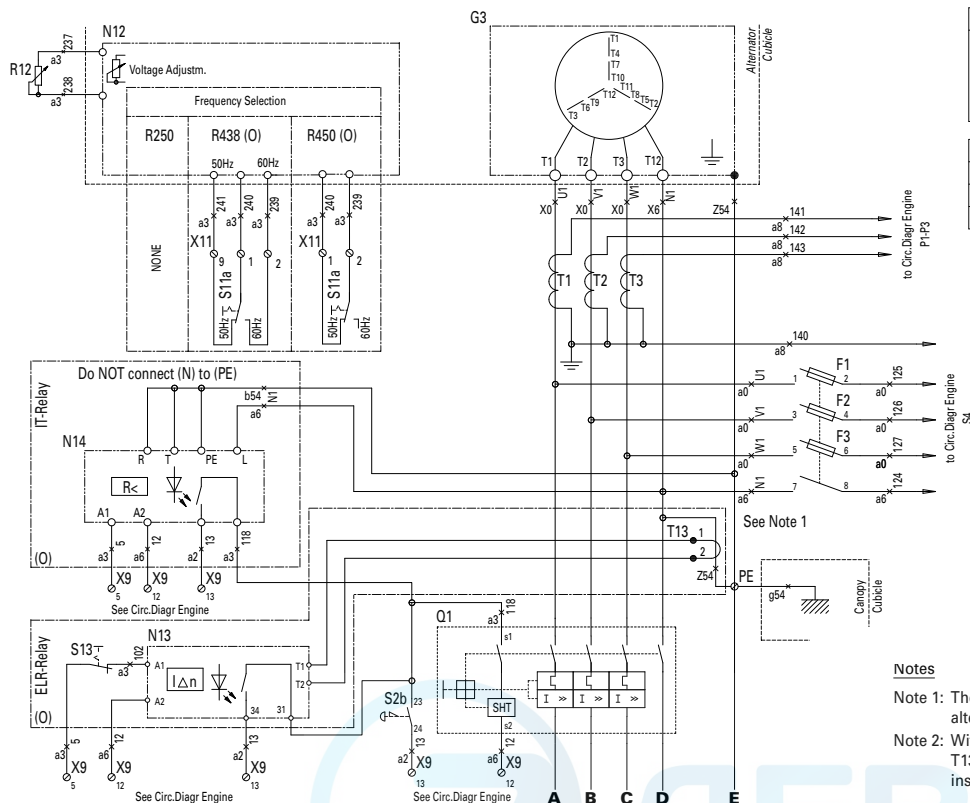 N12
G3
237
a3
R12
238
a3
Voltage Adjustm.
Alternator
Cubicle
T1
T4
T7
T10
T12
T11
T9
T8
T6
T5
T3
T2
Frequency Selection
R250
R438 (O)
R450 (O)
50Hz
60Hz
241
240
239
240
239
a3
a3
a3
a3
a3
X11
X11
9
1
2
1
2
S11a
S11a
50Hz
60Hz
50Hz
60Hz
NONE
T1
T2
T3
T12
U1
V1
W1
N1
X0
X0
X0
X6
Z54
141
a8
142
a8
143
a8
to Circ.Diagr Engine
P1-P3
T1
T2
T3
140
a8
Do NOT connect (N) to (PE)
IT-Relay
b54
N1
a6
N14
R
T
PE
L
R<
A1
A2
5
12
13
118
a3
a6
a2
a3
(O)
X9
X9
X9
5
12
13
See Circ.Diagr Engine
U1
a0
1
F1
2
125
a0
V1
a0
3
F2
4
126
a0
W1
a0
5
F3
6
127
a0
N1
a6
7
8
124
a6
to Circ.Diagr Engine
S4
See Note 1
T13
1
2
Z54
PE
g54
Canopy
Cubicle
ELR-Relay
S13
N13
102
a3
A1
A2
I∆n
T1
T2
34
31
(O)
5
12
13
a3
a6
a2
X9
X9
X9
5
12
13
See Circ.Diagr Engine
S2b
23
24
13
a2
X9
13
Q1
118
a3
s1
SHT
s2
12
a6
X9
12
I >>
I >>
I >>
See Circ.Diagr Engine
A
B
C
D
E
Notes
Note 1: The
alte
Note 2: Wi
T13
ins